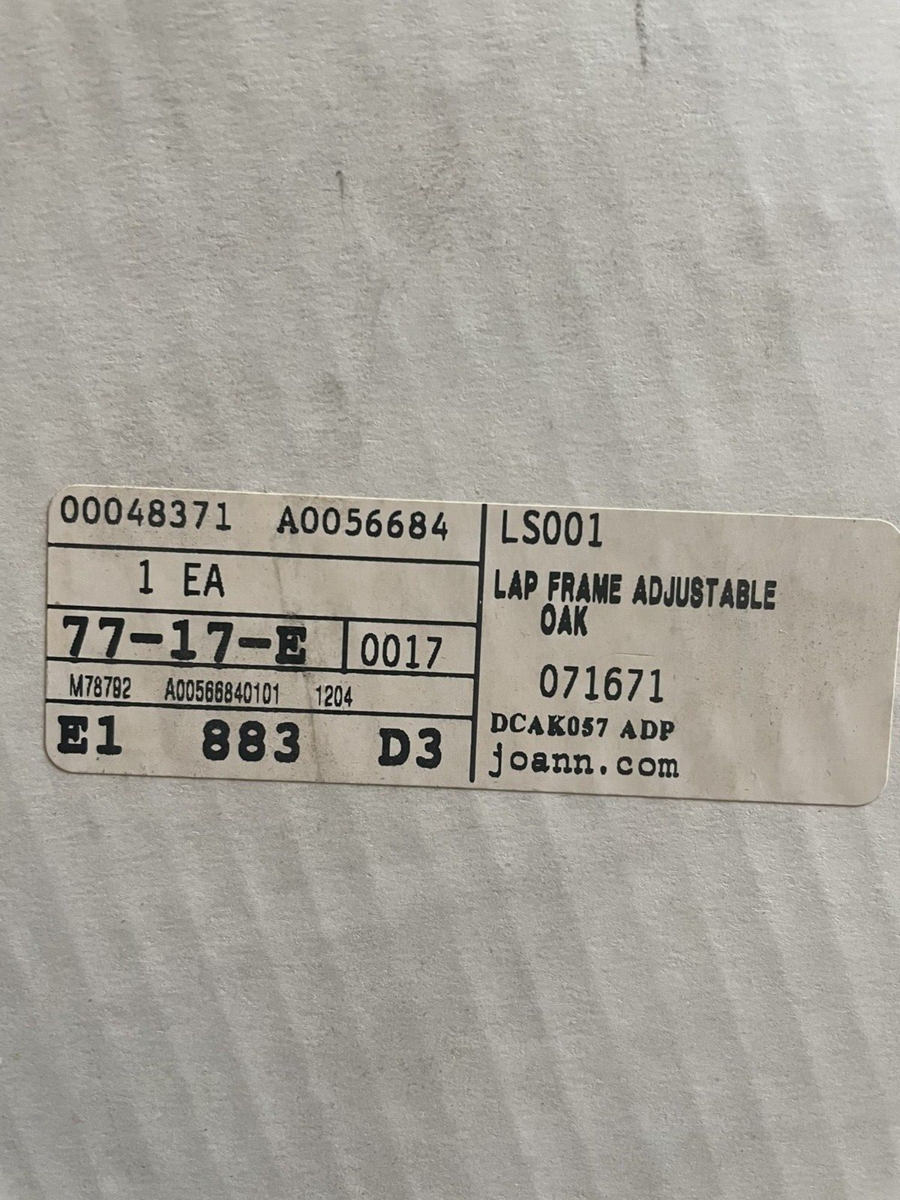 00048371 A0056684
1 EA
77-17-E 0017
M78792 A00566840101 1204
E1 883 D3
LS001
LAP FRAME ADJUSTABLE
OAK
071671
DCAK057 ADP
joann.com